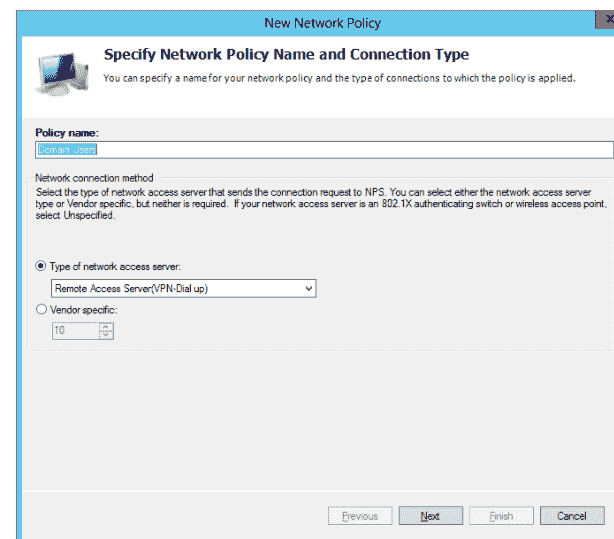 New Network Policy
x
Specify Network Policy Name and Connection Type
You can specify a name for your network policy and the type of connections to which the policy is applied.
Policy name:
Domain Users
Network connection method
Select the type of network access server that sends the connection request to NPS. You can select either the network access server
type or Vendor specific, but neither is required. If your network access server is an 802.1X authenticating switch or wireless access point,
select Unspecified.
Type of network access server:
Remote Access Server(VPN-Dial up)
Vendor specific:
10
Previous Next Finish Cancel